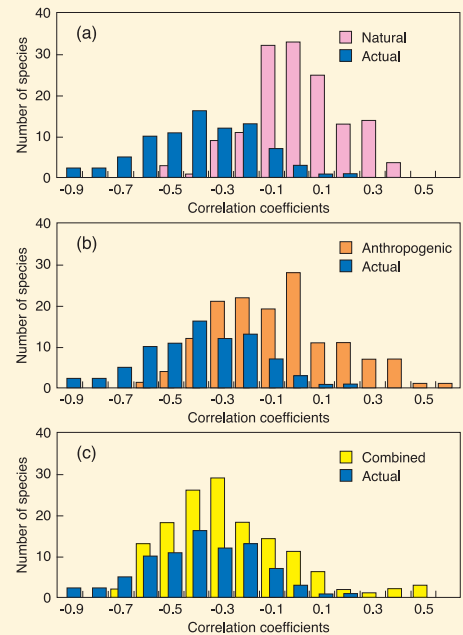 (a)
Natural
Actual
Number of species
40
30
20
10
0
-0.9 -0.7 -0.5 -0.3 -0.1 0.1 0.3 0.5
Correlation coefficients
(b)
Anthropogenic
Actual
Number of species
40
30
20
10
0
-0.9 -0.7 -0.5 -0.3 -0.1 0.1 0.3 0.5
Correlation coefficients
(c)
Combined
Actual
Number of species
40
30
20
10
0
-0.9 -0.7 -0.5 -0.3 -0.1 0.1 0.3 0.5
Correlation coefficients